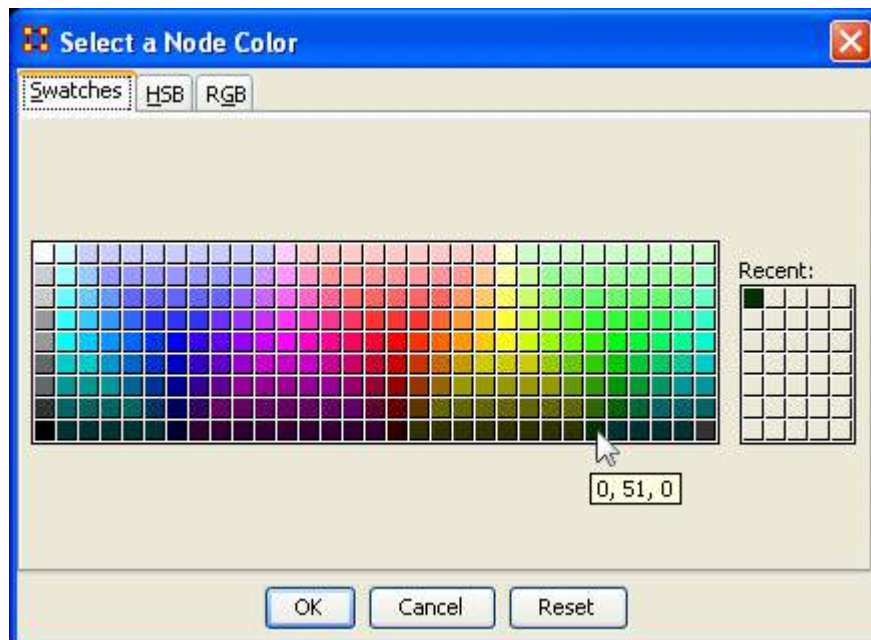 Select a Node Color
Swatches HSB RGB
Recent:
0, 51, 0
OK Cancel Reset